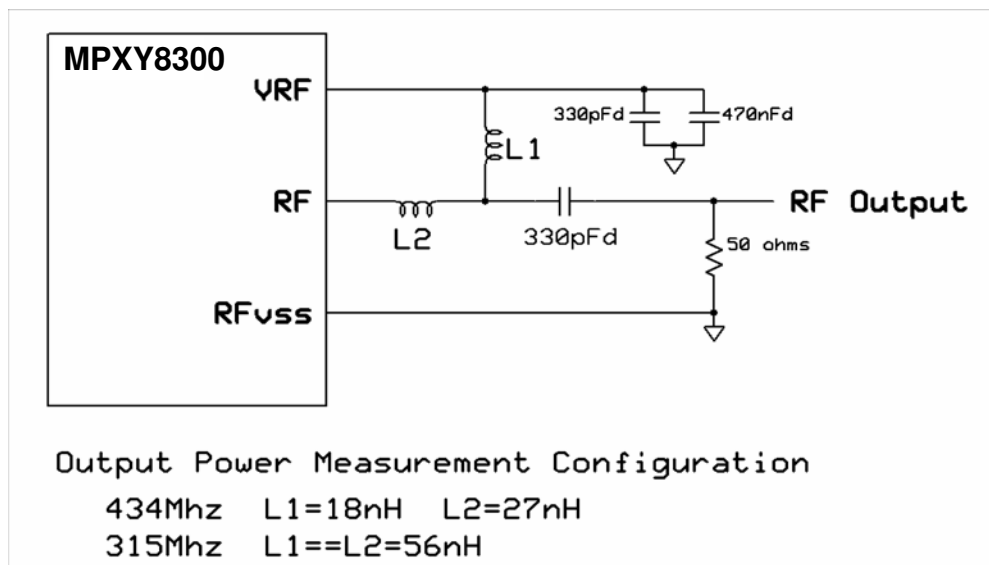 MPXY8300
VRF
330pFd
470nFd
L1
RF
L2
330pFd
RF Output
50 ohms
RFvss
Output Power Measurement Configuration
434Mhz L1=18nH L2=27nH
315Mhz L1==L2=56nH